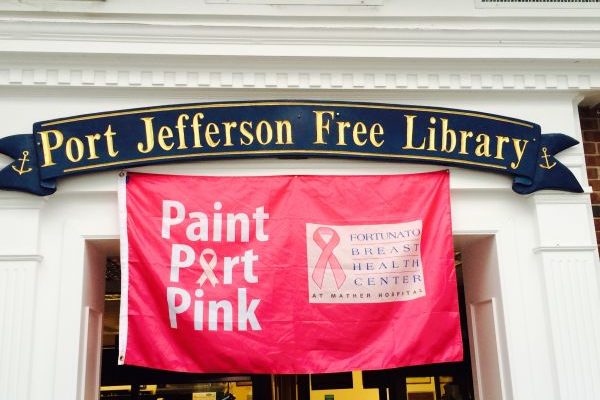 Port Jefferson Free Library
Paint
Port
Pink
FORTUNATO
BREAST
HEALTH
CENTER
AT MATHER HOSPITAL